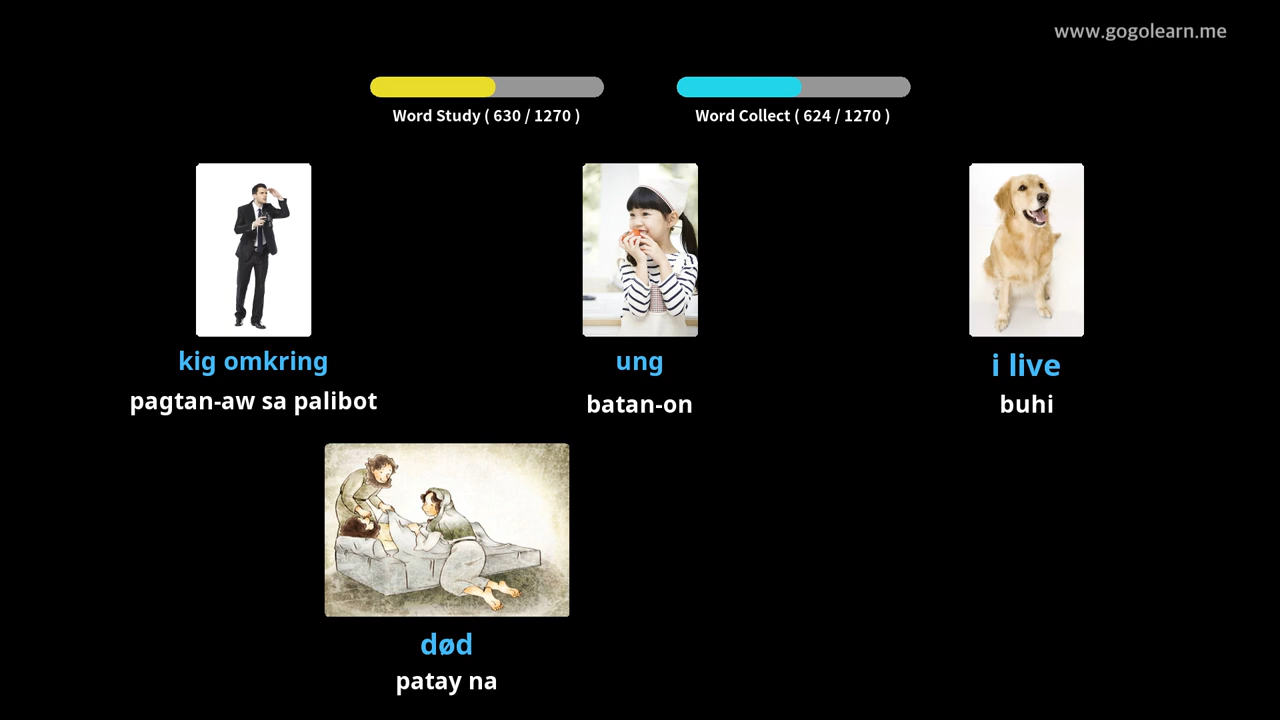 www.gogolearn.me
Word Study ( 630 / 1270 )
Word Collect ( 624 / 1270 )
kig omkring
pagtan-aw sa palibot
ung
batan-on
i live
buhi
død
patay na